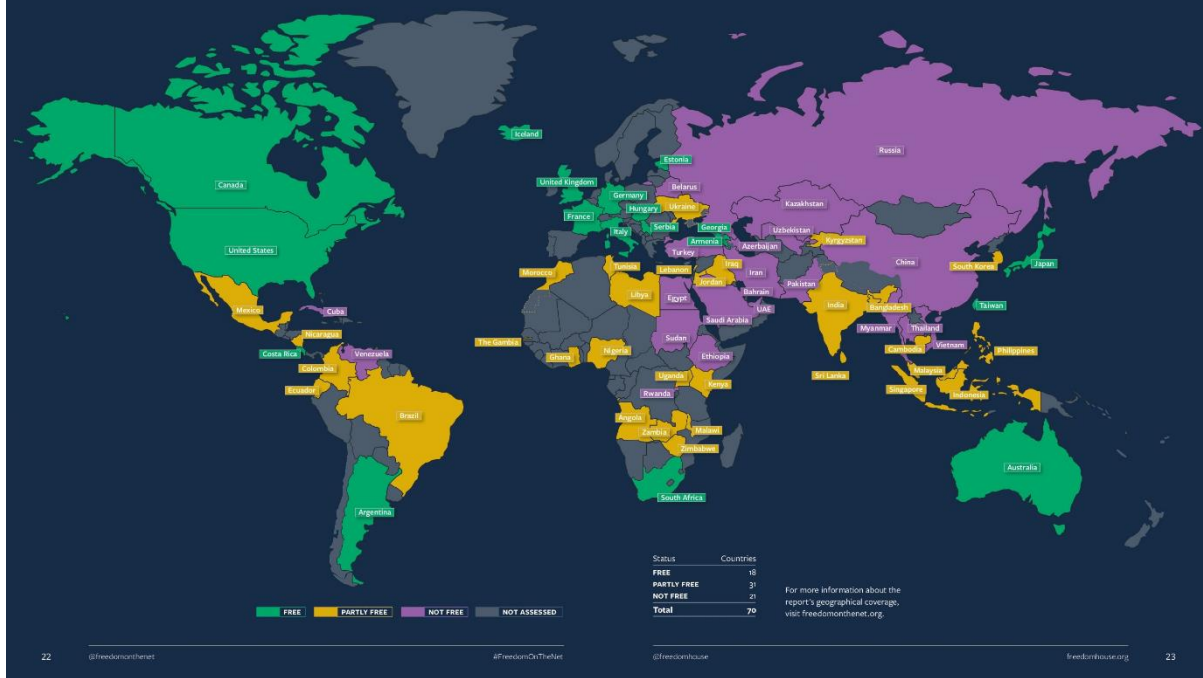 Iceland
Estonia
Russia
United Kingdom
Canada
Germany
Belarus
Hungary
Ukraine
Kazakhstan
France
Serbia
Georgia
Uzbekistan
Italy
Armenia
Kyrgyzstan
United States
Turkey
Azerbaijan
China
South Korea
Japan
Morocco
Tunisia
Lebanon
Iraq
Iran
Jordan
Pakistan
Mexico
Libya
Egypt
Bahrain
India
Bangladesh
Taiwan
Cuba
Saudi Arabia
UAE
Myanmar
Thailand
Nicaragua
Sudan
Vietnam
The Gambia
Costa Rica
Venezuela
Ghana
Nigeria
Ethiopia
Cambodia
Philippines
Colombia
Uganda
Kenya
Sri Lanka
Malaysia
Ecuador
Rwanda
Singapore
Indonesia
Brazil
Angola
Zambia
Malawi
Zimbabwe
Australia
South Africa
Argentina
Status Countries
FREE 18
PARTLY FREE 31
NOT FREE 21
Total 70
For more information about the
report's geographical coverage,
visit freedomonthenet.org.
FREE PARTLY FREE NOT FREE NOT ASSESSED
22 @freedomonthenet #FreedomOnTheNet @freedomhouse freedomhouse.org 23